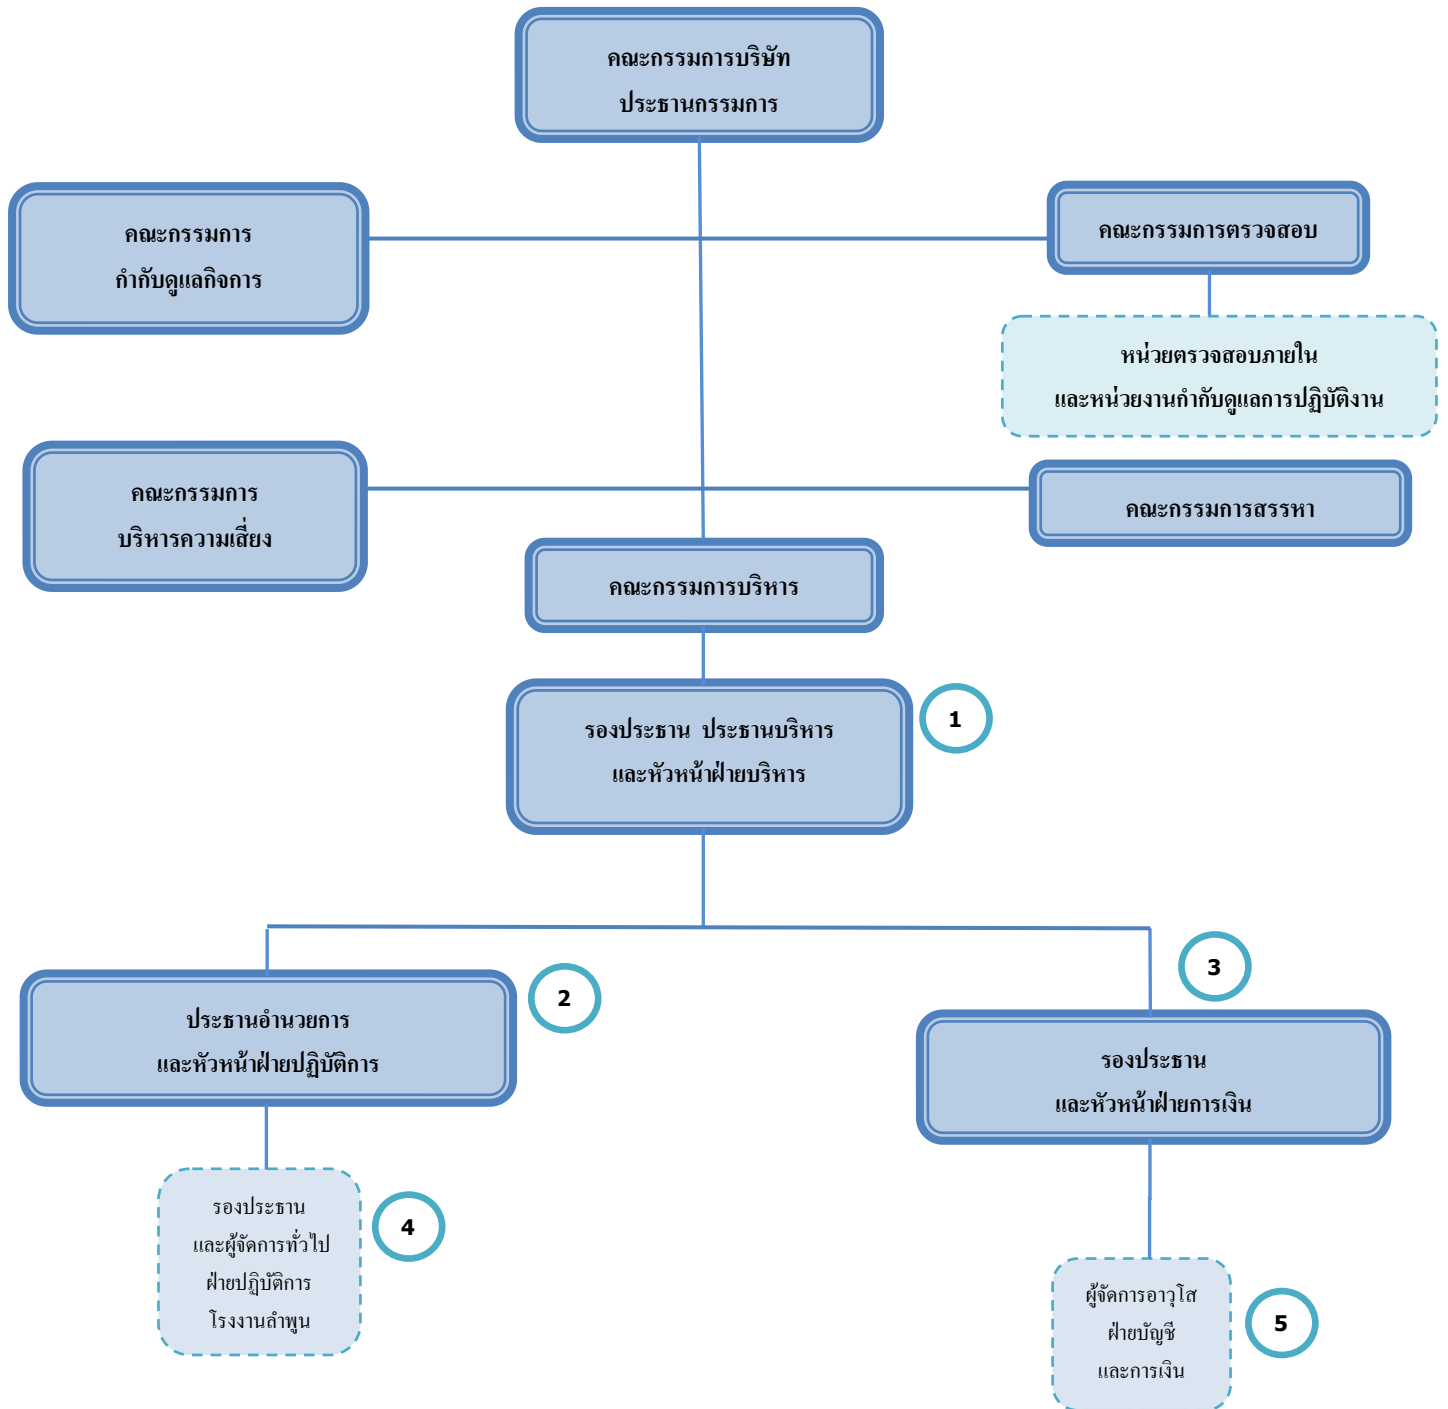 คณะกรรมการบริษัท
ประธานกรรมการ
คณะกรรมการ
กำกับดูแลกิจการ
คณะกรรมการตรวจสอบ
หน่วยตรวจสอบภายใน
และหน่วยงานกำกับดูแลการปฏิบัติงาน
คณะกรรมการ
บริหารความเสี่ยง
คณะกรรมการสรรหา
คณะกรรมการบริหาร
รองประธาน ประธานบริหาร
และหัวหน้าฝ่ายบริหาร
1
ประธานอำนวยการ
และหัวหน้าฝ่ายปฏิบัติการ
2
3
รองประธาน
และหัวหน้าฝ่ายการเงิน
รองประธาน
และผู้จัดการทั่วไป
ฝ่ายปฏิบัติการ
โรงงานลำพูน
4
ผู้จัดการอาวุโส
ฝ่ายบัญชี
และการเงิน
5